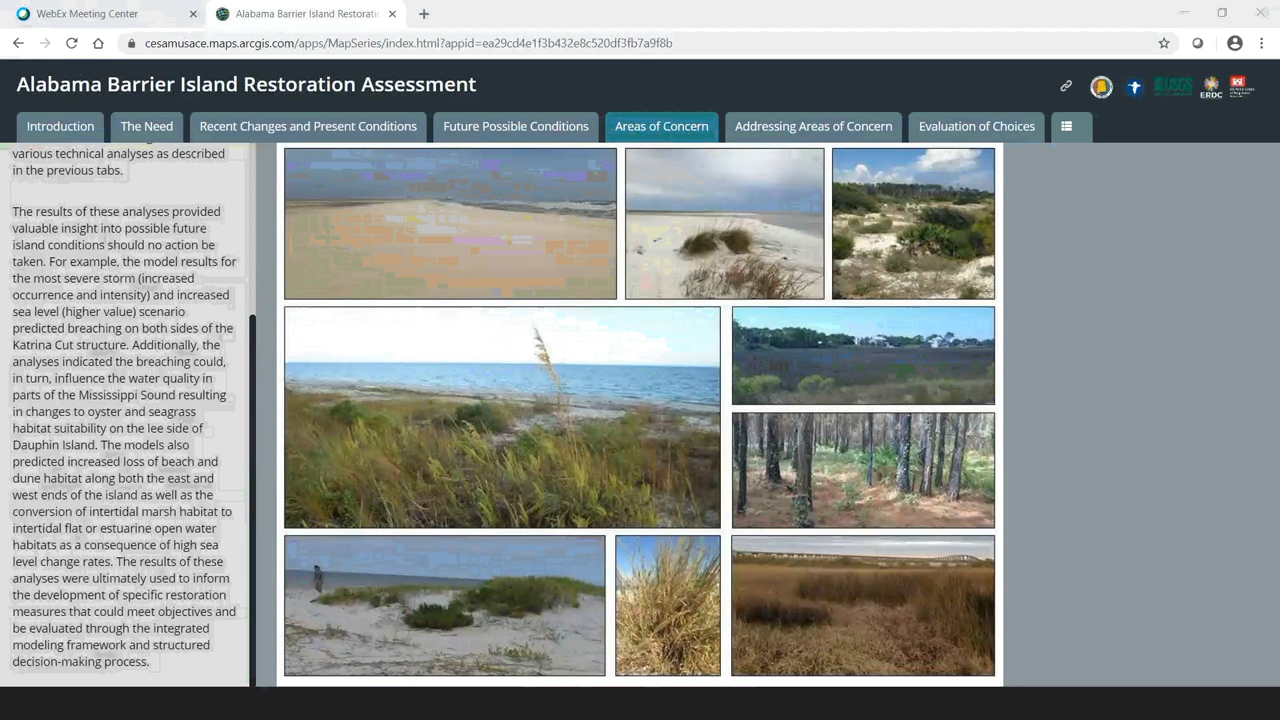 WebEx Meeting Center
Alabama Barrier Island Restoratio
cesamusace.maps.arcgis.com/apps/MapSeries/index.html?appid=ea29cd4e1f3b432e8c520df3fb7a9f8b
Alabama Barrier Island Restoration Assessment
USGS
ERDC
Introduction
The Need
Recent Changes and Present Conditions
Future Possible Conditions
Areas of Concern
Addressing Areas of Concern
Evaluation of Choices
various technical analyses as described
in the previous tabs.
The results of these analyses provided
valuable insight into possible future
island conditions should no action be
taken. For example, the model results for
the most severe storm (increased
occurrence and intensity) and increased
sea level (higher value) scenario
predicted breaching on both sides of the
Katrina Cut structure. Additionally, the
analyses indicated the breaching could,
in turn, influence the water quality in
parts of the Mississippi Sound resulting
in changes to oyster and seagrass
habitat suitability on the lee side of
Dauphin Island. The models also
predicted increased loss of beach and
dune habitat along both the east and
west ends of the island as well as the
conversion of intertidal marsh habitat to
intertidal flat or estuarine open water
habitats as a consequence of high sea
level change rates. The results of these
analyses were ultimately used to inform
the development of specific restoration
measures that could meet objectives and
be evaluated through the integrated
modeling framework and structured
decision-making process.